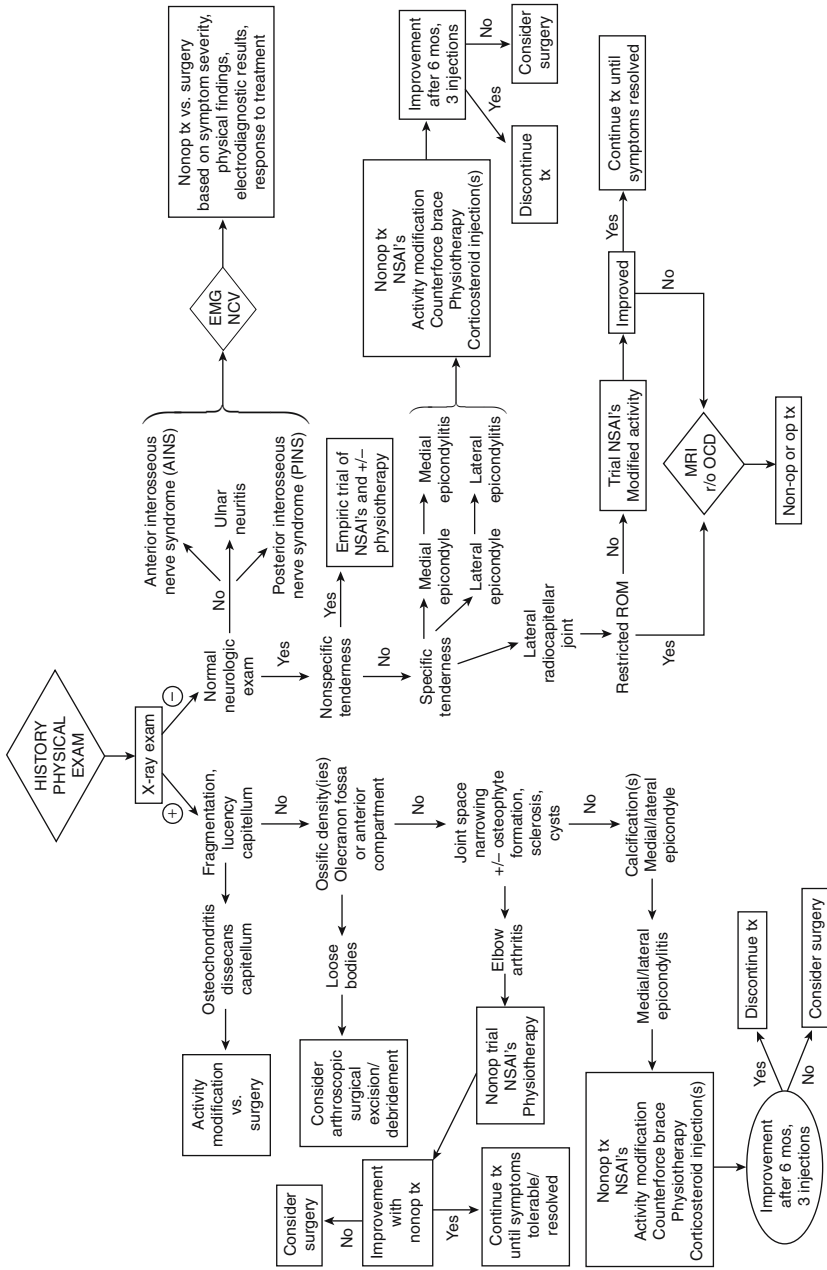 HISTORY
PHYSICAL
EXAM
X-ray exam
+
−
Fragmentation,
lucency
capitellum
Osteochondritis
dissecans
capitellum
Activity
modification
vs.
surgery
No
Ossific density(ies)
Olecranon fossa
or anterior
compartment
Loose
bodies
Consider
arthroscopic
surgical
excision/
debridement
No
Joint space
narrowing
+/− osteophyte
formation,
sclerosis,
cysts
Elbow
arthritis
Nonop trial
NSAI's
Physiotherapy
Improvement
with
nonop tx
No
Consider
surgery
Yes
Continue tx
until symptoms
tolerable/
resolved
No
Calcification(s)
Medial/lateral
epicondyle
Medial/lateral
epicondylitis
Nonop tx
NSAI's
Activity modification
Counterforce brace
Physiotherapy
Corticosteroid injection(s)
Improvement
after 6 mos,
3 injections
Yes
Discontinue tx
No
Consider surgery
Normal
neurologic
exam
No
Anterior interosseous
nerve syndrome (AINS)
Ulnar
neuritis
Posterior interosseous
nerve syndrome (PINS)
EMG
NCV
Nonop tx vs. surgery
based on symptom severity,
physical findings,
electrodiagnostic results,
response to treatment
Yes
Nonspecific
tenderness
Yes
Empiric trial of
NSAI's and +/−
physiotherapy
No
Specific
tenderness
Medial
epicondyle
Medial
epicondylitis
Lateral
epicondyle
Lateral
epicondylitis
Nonop tx
NSAI's
Activity modification
Counterforce brace
Physiotherapy
Corticosteroid injection(s)
Improvement
after 6 mos,
3 injections
Yes
Discontinue
tx
No
Consider
surgery
Lateral
radiocapitellar
joint
Restricted ROM
No
Trial NSAI's
Modified activity
Improved
Yes
Continue tx until
symptoms resolved
No
Yes
MRI
r/o OCD
Non-op or op tx